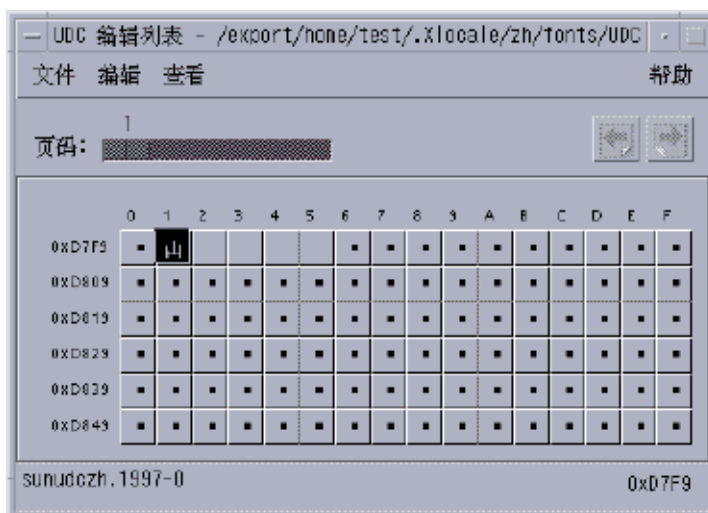 UDC 编辑列表 - /export/home/test/.Xlocale/zh/fonts/UDC
文件 编辑 查看 帮助
1
页码:
0 1 2 3 4 5 6 7 8 9 A B C D E F
0xD7F9 山
0xD809
0xD819
0xD829
0xD839
0xD849
sunudczh.1997-0 0xD7F9